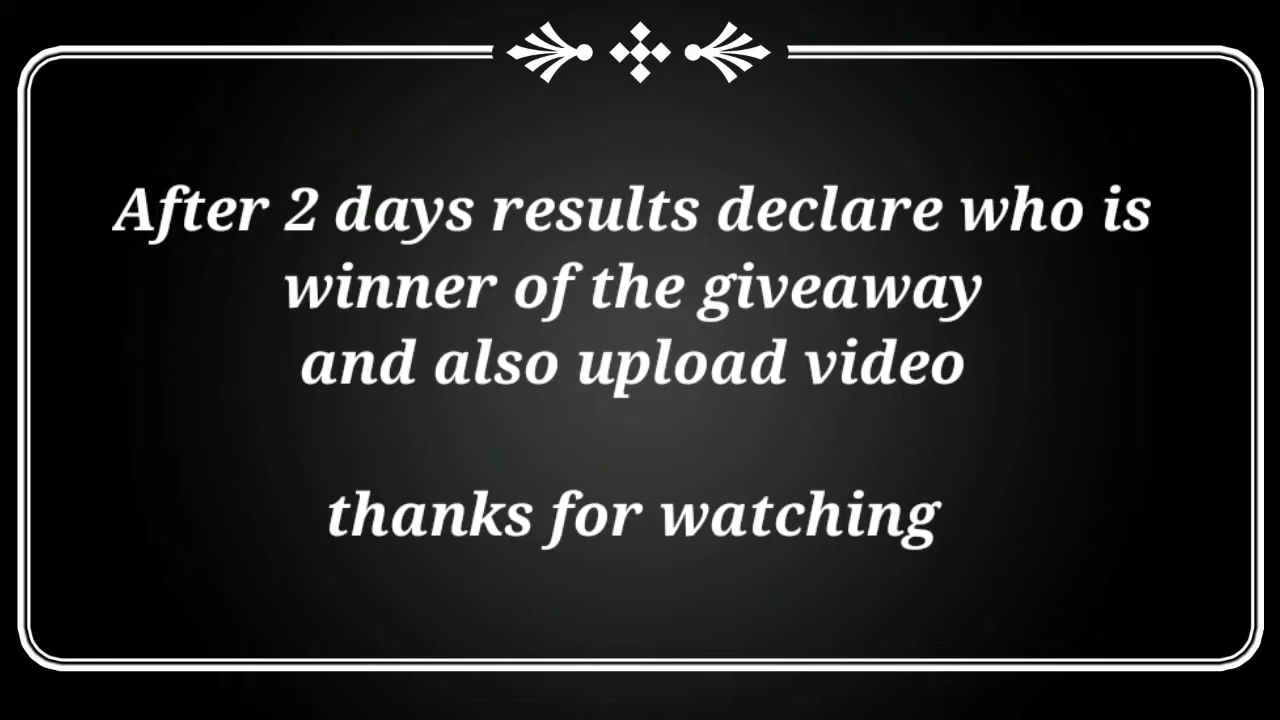 After 2 days results declare who is
winner of the giveaway
and also upload video
thanks for watching